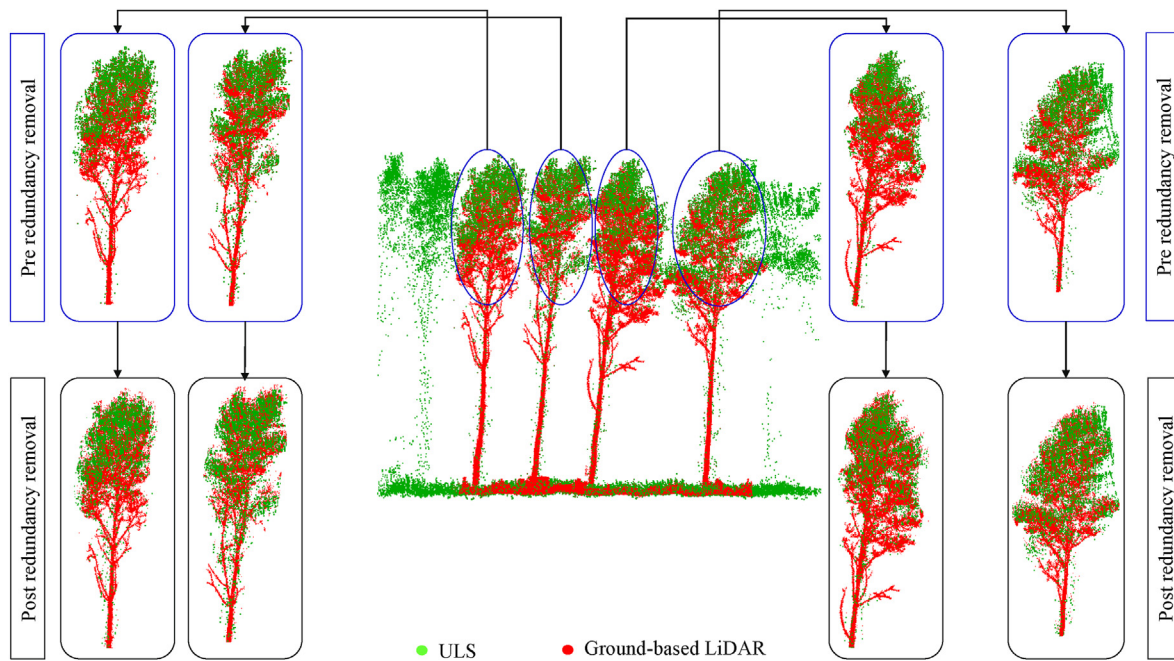 Pre redundancy removal
Pre redundancy removal
Post redundancy removal
Post redundancy removal
ULS
Ground-based LiDAR